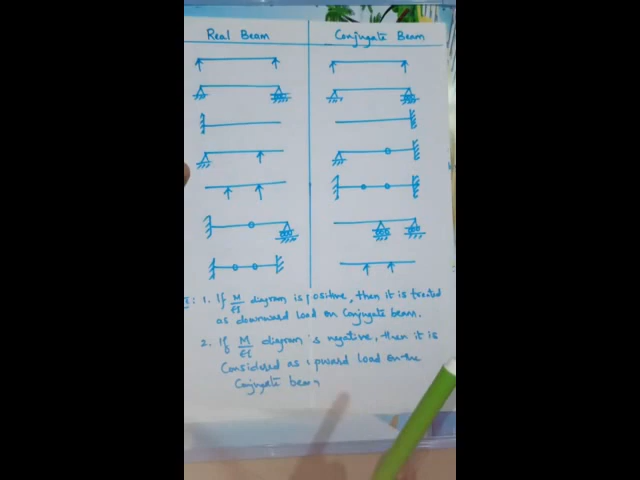 Real Beam
Conjugate Beam
1. If M/EI diagram is positive, then it is treated
as downward load on Conjugate beam.
2. If M/EI diagram is negative, then it is
Considered as upward load on the
Conjugate beam